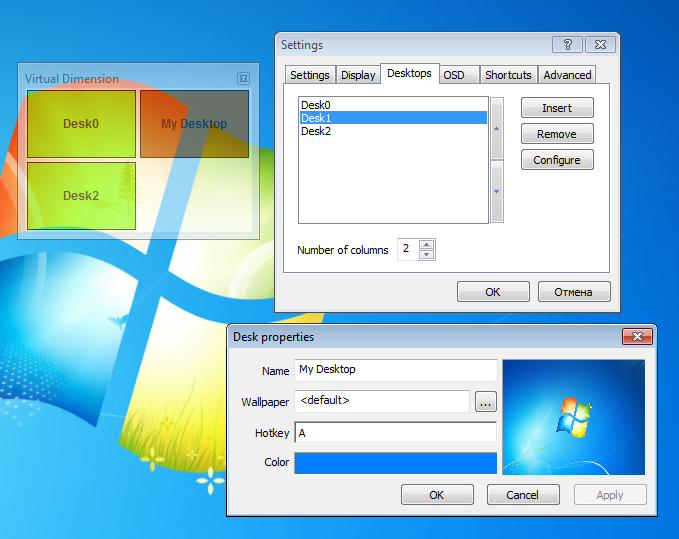 Virtual Dimension
Desk0
My Desktop
Desk2
Settings
?
Settings
Display
Desktops
OSD
Shortcuts
Advanced
Desk0
Desk1
Desk2
Insert
Remove
Configure
Number of columns
2
OK
Отмена
Desk properties
Name
My Desktop
Wallpaper
<default>
...
Hotkey
A
Color
OK
Cancel
Apply